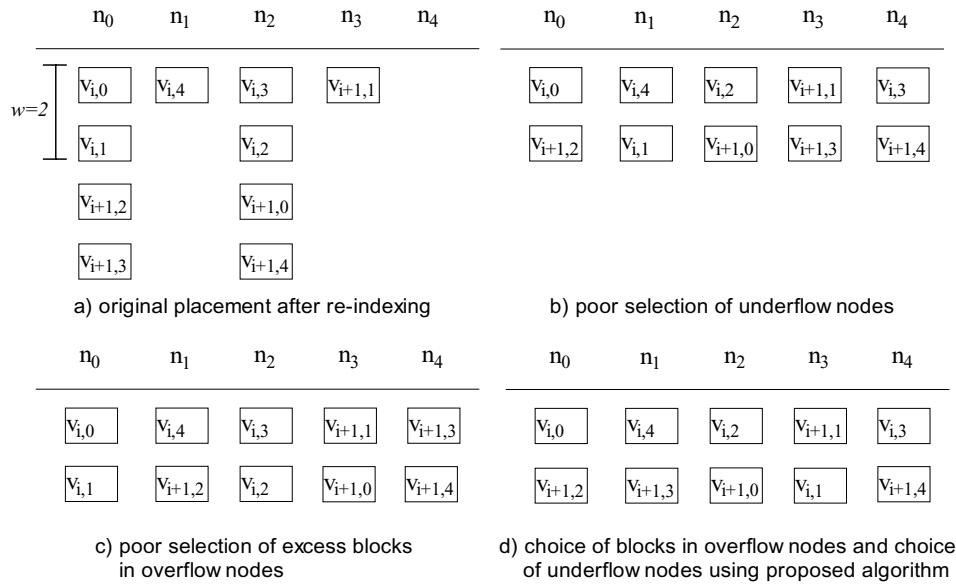 n0 n1 n2 n3 n4
w=2
vi,0 vi,4 vi,3 vi+1,1
vi,1 vi,2
vi+1,2 vi+1,0
vi+1,3 vi+1,4
a) original placement after re-indexing
n0 n1 n2 n3 n4
vi,0 vi,4 vi,2 vi+1,1 vi,3
vi+1,2 vi,1 vi+1,0 vi+1,3 vi+1,4
b) poor selection of underflow nodes
n0 n1 n2 n3 n4
vi,0 vi,4 vi,3 vi+1,1 vi+1,3
vi,1 vi+1,2 vi,2 vi+1,0 vi+1,4
c) poor selection of excess blocks
in overflow nodes
n0 n1 n2 n3 n4
vi,0 vi,4 vi,2 vi+1,1 vi,3
vi+1,2 vi+1,3 vi+1,0 vi,1 vi+1,4
d) choice of blocks in overflow nodes and choice
of underflow nodes using proposed algorithm